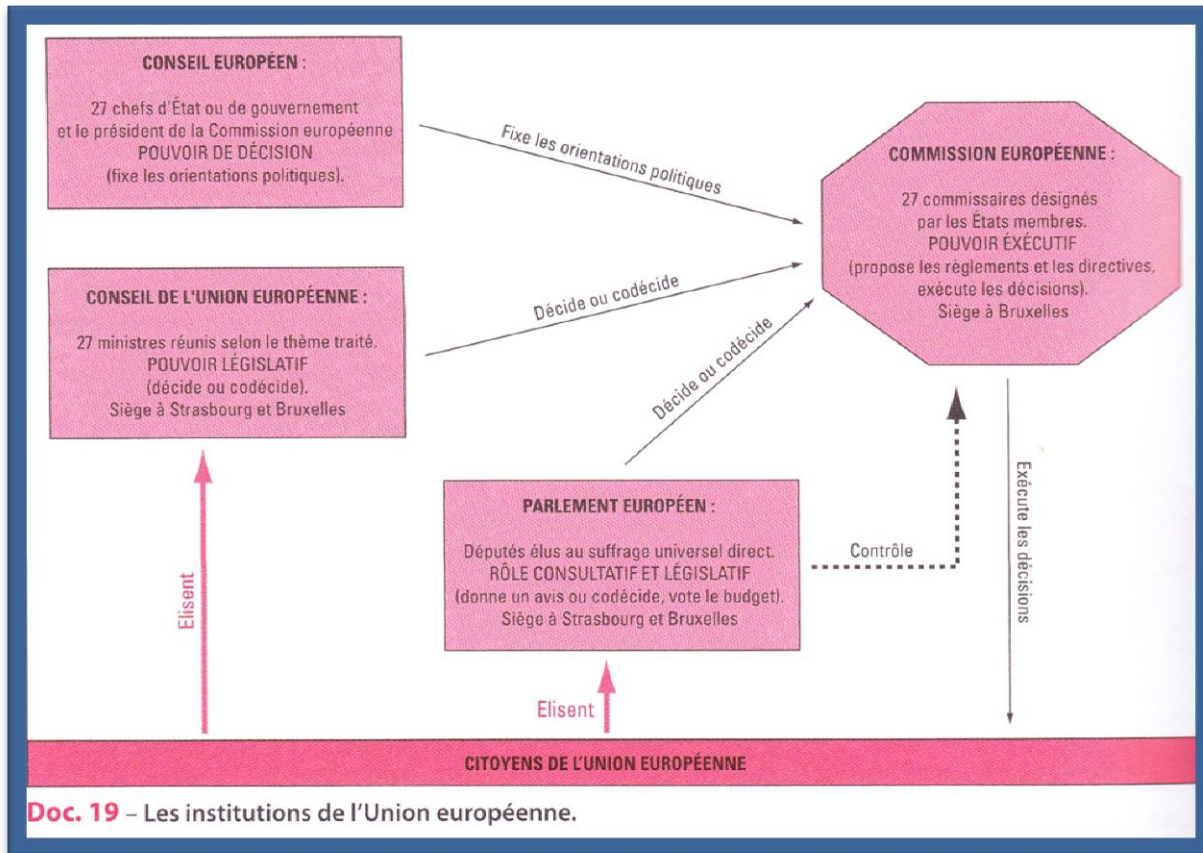 CONSEIL EUROPÉEN :
27 chefs d'État ou de gouvernement
et le président de la Commission européenne
POUVOIR DE DÉCISION
(fixe les orientations politiques).
Fixe les orientations politiques
COMMISSION EUROPÉENNE :
27 commissaires désignés
par les États membres.
POUVOIR ÉXÉCUTIF
(propose les règlements et les directives,
exécute les décisions).
Siège à Bruxelles
CONSEIL DE L'UNION EUROPÉENNE :
27 ministres réunis selon le thème traité.
POUVOIR LÉGISLATIF
(décide ou codécide).
Siège à Strasbourg et Bruxelles
Décide ou codécide
Décide ou codécide
PARLEMENT EUROPÉEN :
Députés élus au suffrage universel direct.
RÔLE CONSULTATIF ET LÉGISLATIF
(donne un avis ou codécide, vote le budget).
Siège à Strasbourg et Bruxelles
Contrôle
Exécute les décisions
Elisent
Elisent
CITOYENS DE L'UNION EUROPÉENNE
Doc. 19 – Les institutions de l'Union européenne.